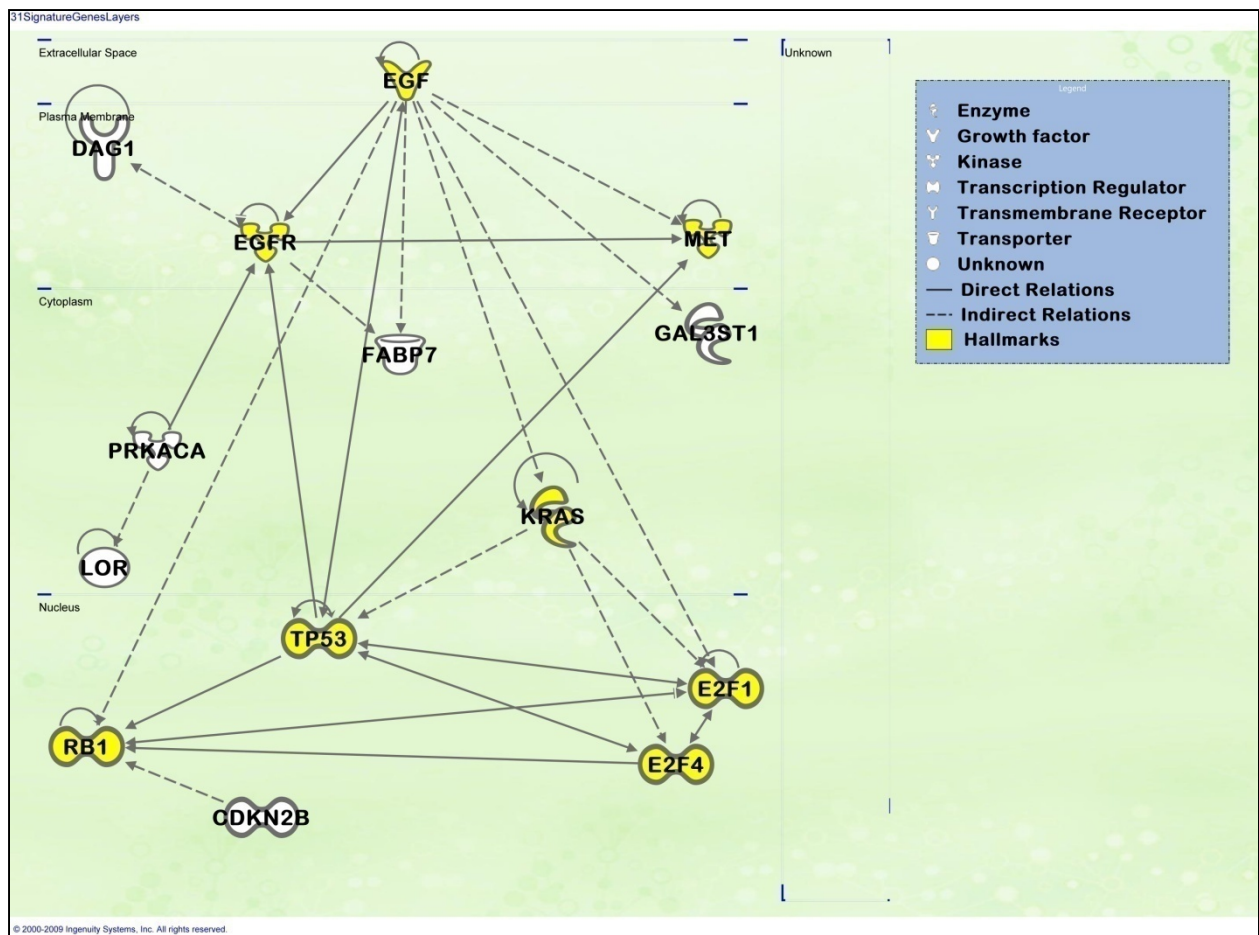 31SignatureGenesLayers
Extracellular Space
Unknown
EGF
Legend
Plasma Membrane
DAG1
Enzyme
Growth factor
Kinase
Transcription Regulator
Transmembrane Receptor
Transporter
Unknown
Direct Relations
Indirect Relations
Hallmarks
EGFR
MET
Cytoplasm
FABP7
GAL3ST1
PRKACA
KRAS
LOR
Nucleus
TP53
E2F1
RB1
E2F4
CDKN2B
© 2000-2009 Ingenuity Systems, Inc. All rights reserved.